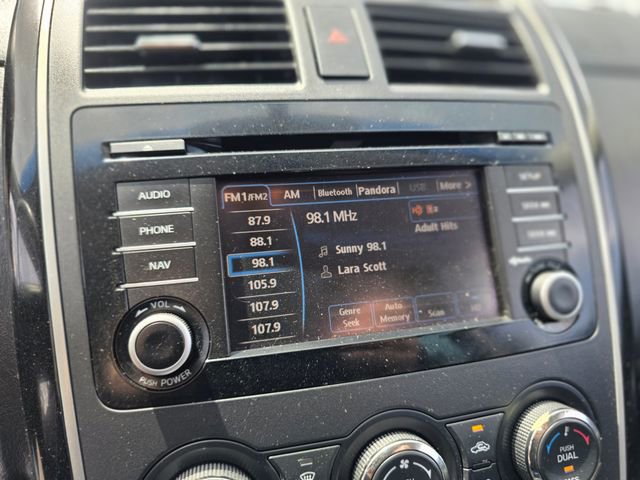 AUDIO
PHONE
NAV
VOL
PUSH POWER
FM1/FM2 AM Bluetooth Pandora USB More >
87.9
88.1
98.1
105.9
107.9
107.9
98.1 MHz
Adult Hits
Sunny 98.1
Lara Scott
Genre Seek
Auto Memory
Scan
SETUP
PUSH
DUAL